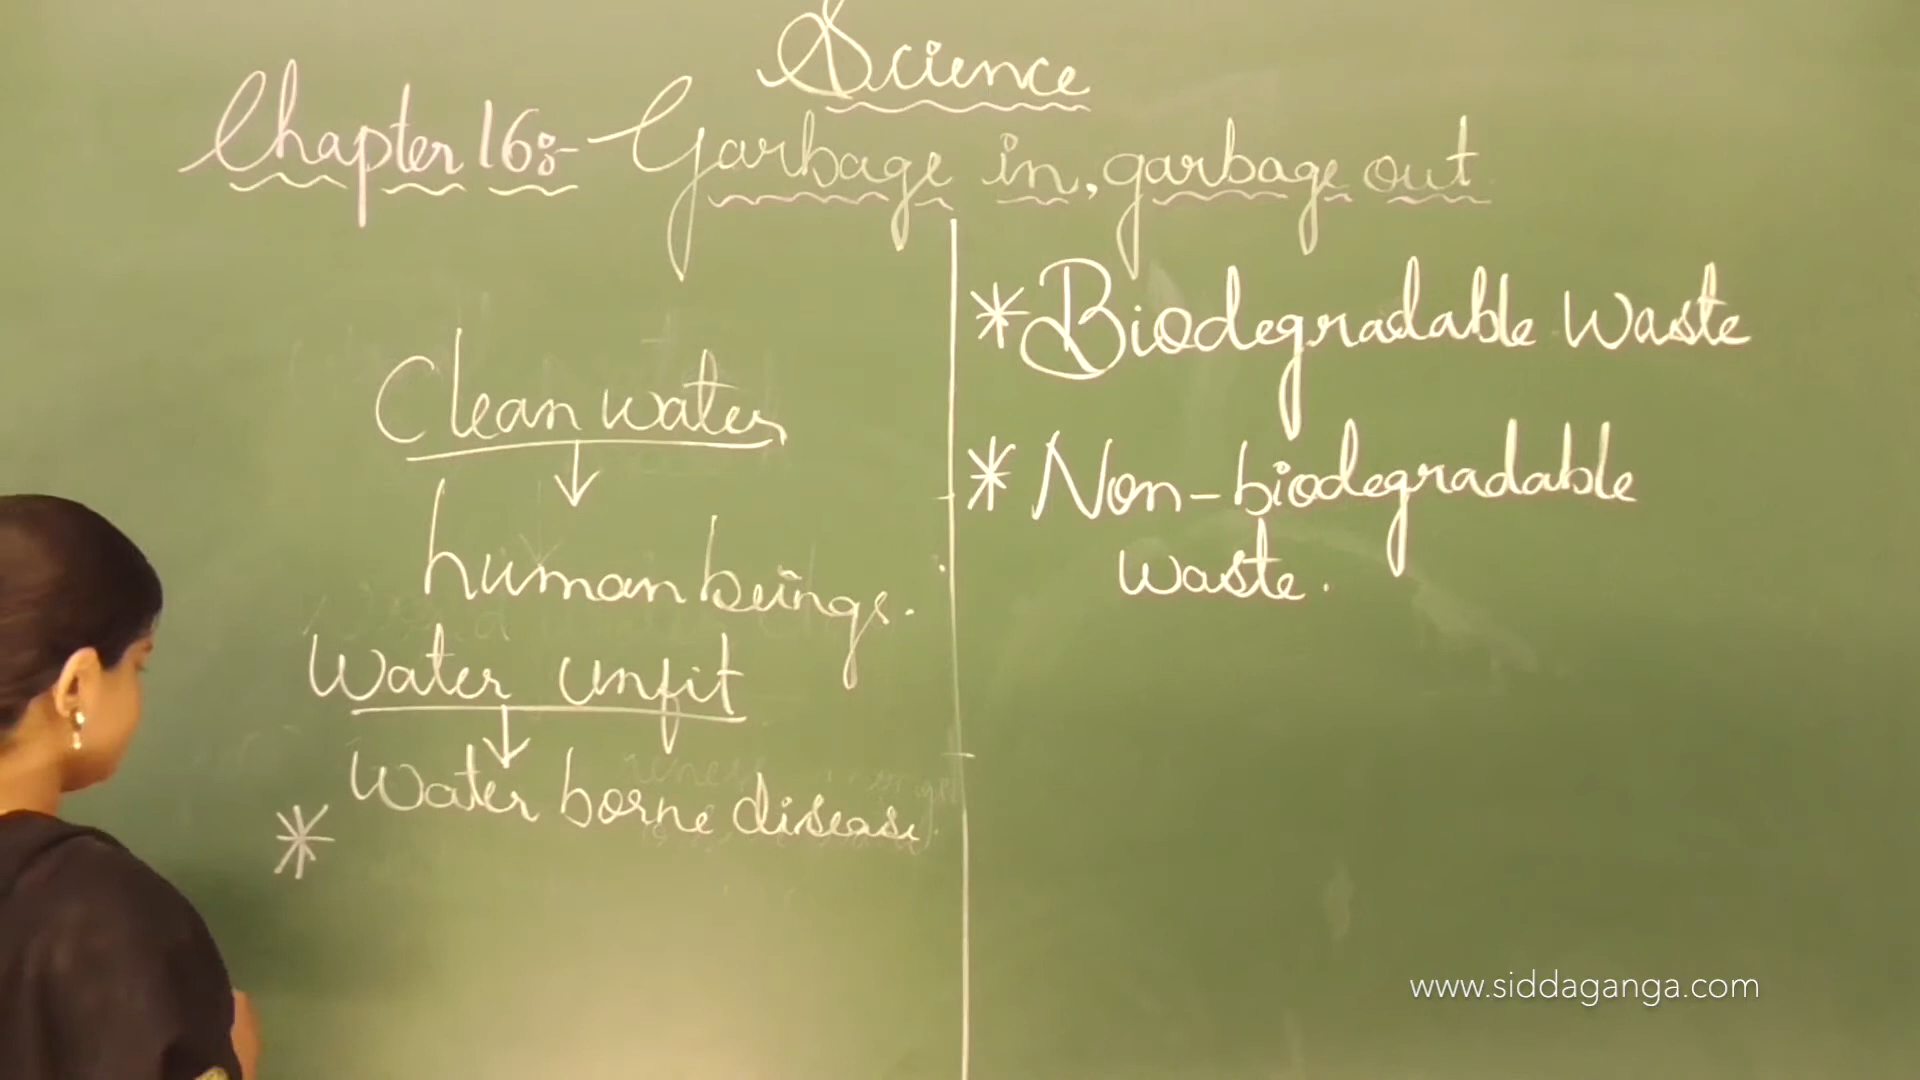 Science
Chapter 16:- Garbage in, garbage out
Clean water
↓
human beings.
Water unfit
↓
Water borne disease.
*
* Biodegradable Waste
* Non-biodegradable
waste.
www.siddaganga.com